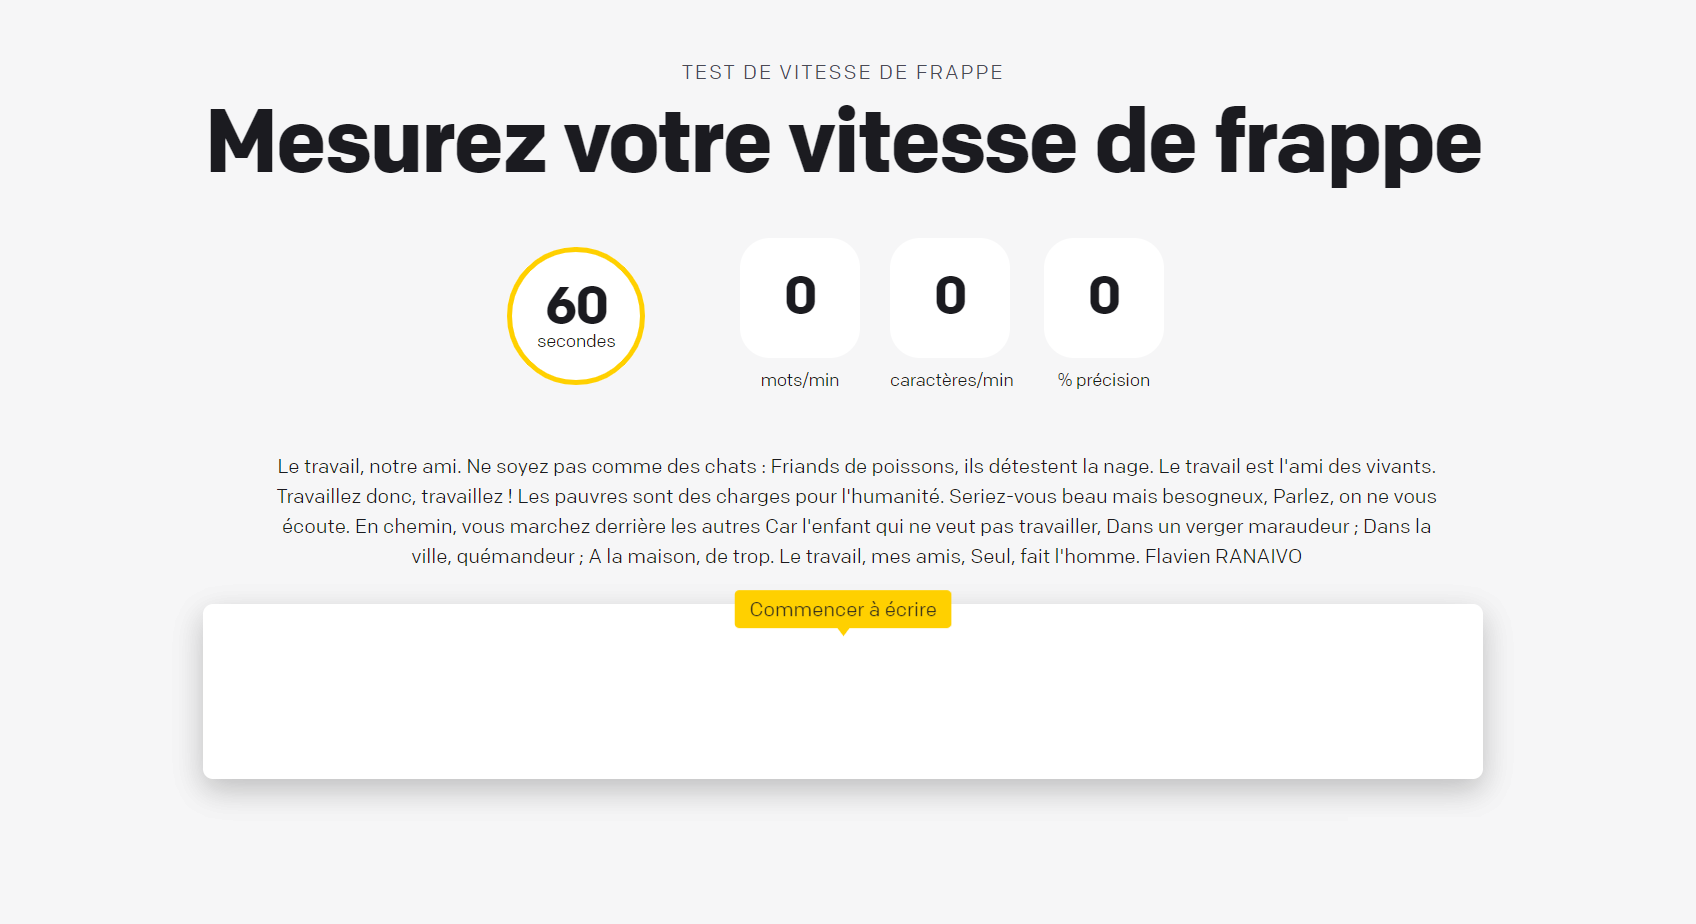 TEST DE VITESSE DE FRAPPE
Mesurez votre vitesse de frappe
60
secondes
0
mots/min
0
caractères/min
0
% précision
Le travail, notre ami. Ne soyez pas comme des chats : Friands de poissons, ils détestent la nage. Le travail est l'ami des vivants.
Travaillez donc, travaillez ! Les pauvres sont des charges pour l'humanité. Seriez-vous beau mais besogneux, Parlez, on ne vous
écoute. En chemin, vous marchez derrière les autres Car l'enfant qui ne veut pas travailler, Dans un verger maraudeur ; Dans la
ville, quémandeur ; A la maison, de trop. Le travail, mes amis, Seul, fait l'homme. Flavien RANAIVO
Commencer à écrire